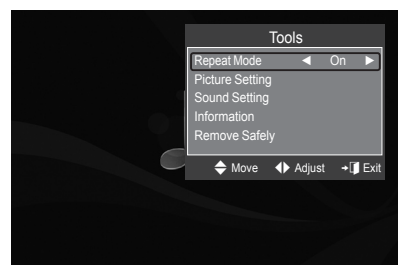 Tools
Repeat Mode ◀ On ▶
Picture Setting
Sound Setting
Information
Remove Safely
Move Adjust Exit